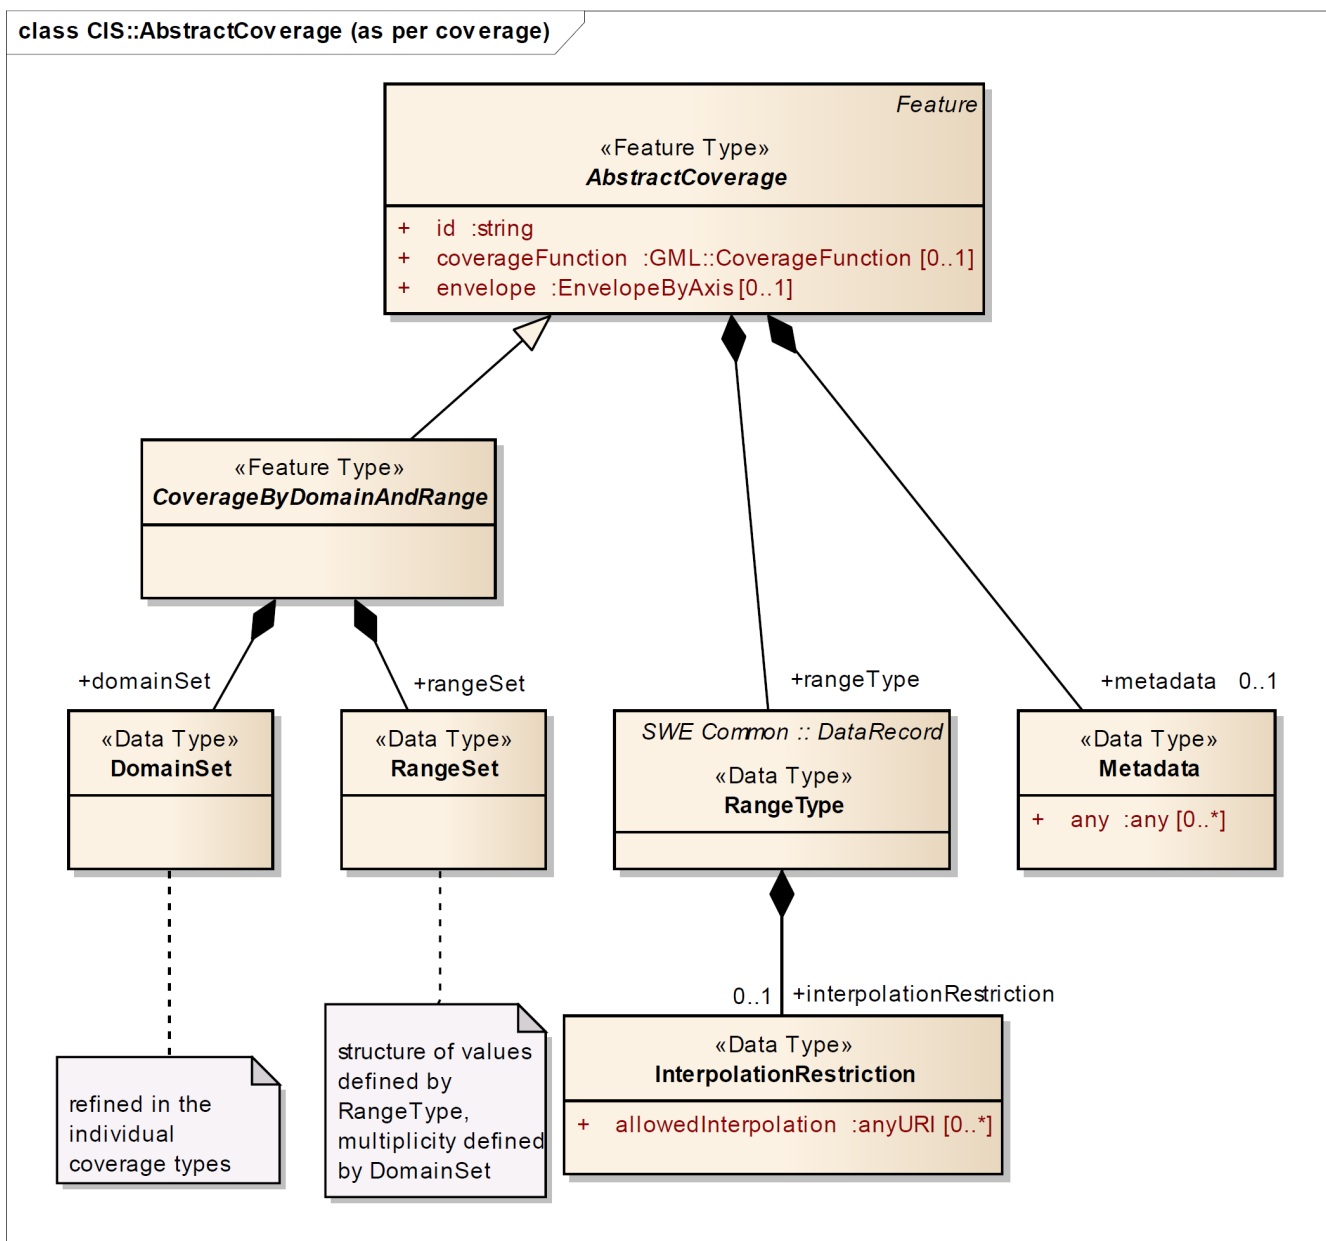 class CIS::AbstractCoverage (as per coverage)
Feature
«Feature Type»
AbstractCoverage
+ id :string
+ coverageFunction :GML::CoverageFunction [0..1]
+ envelope :EnvelopeByAxis [0..1]
«Feature Type»
CoverageByDomainAndRange
+domainSet
+rangeSet
+rangeType
+metadata 0..1
«Data Type»
DomainSet
«Data Type»
RangeSet
SWE Common :: DataRecord
«Data Type»
RangeType
«Data Type»
Metadata
+ any :any [0..*]
0..1 +interpolationRestriction
«Data Type»
InterpolationRestriction
+ allowedInterpolation :anyURI [0..*]
structure of values
defined by
RangeType,
multiplicity defined
by DomainSet
refined in the
individual
coverage types